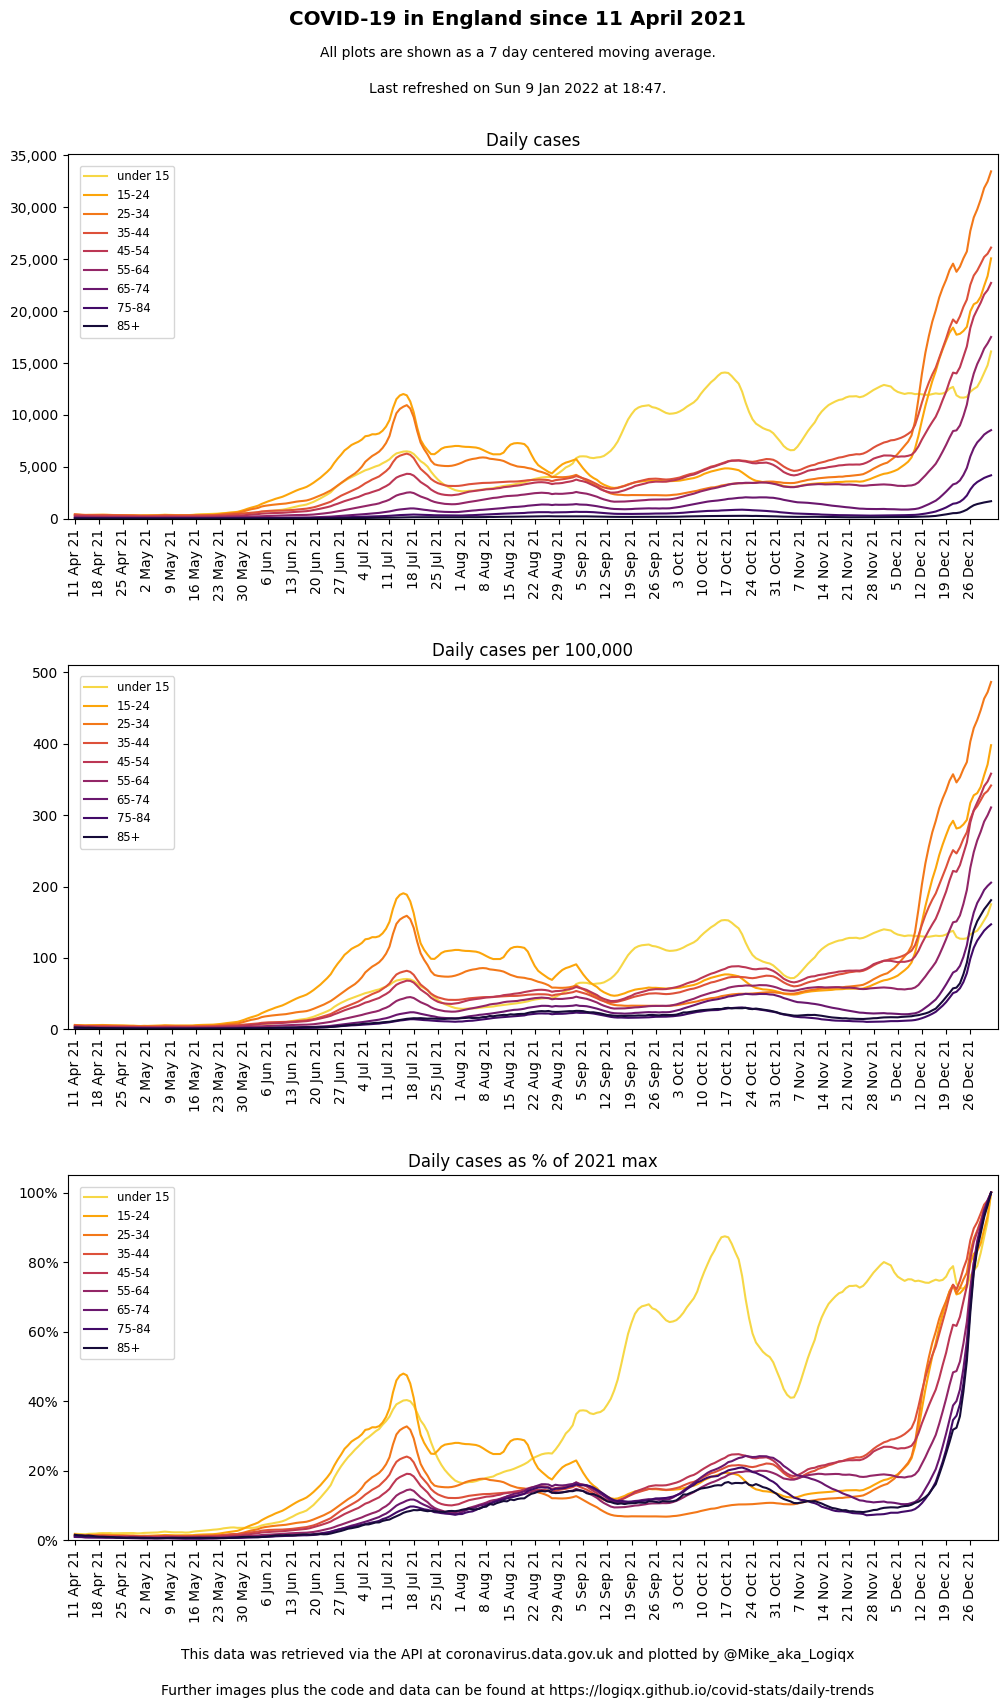 COVID-19 in England since 11 April 2021
All plots are shown as a 7 day centered moving average.
Last refreshed on Sun 9 Jan 2022 at 18:47.
Daily cases
35,000
30,000
25,000
20,000
15,000
10,000
5,000
0
under 15
15-24
25-34
35-44
45-54
55-64
65-74
75-84
85+
11 Apr 21
18 Apr 21
25 Apr 21
2 May 21
9 May 21
16 May 21
23 May 21
30 May 21
6 Jun 21
13 Jun 21
20 Jun 21
27 Jun 21
4 Jul 21
11 Jul 21
18 Jul 21
25 Jul 21
1 Aug 21
8 Aug 21
15 Aug 21
22 Aug 21
29 Aug 21
5 Sep 21
12 Sep 21
19 Sep 21
26 Sep 21
3 Oct 21
10 Oct 21
17 Oct 21
24 Oct 21
31 Oct 21
7 Nov 21
14 Nov 21
21 Nov 21
28 Nov 21
5 Dec 21
12 Dec 21
19 Dec 21
26 Dec 21
Daily cases per 100,000
500
400
300
200
100
0
under 15
15-24
25-34
35-44
45-54
55-64
65-74
75-84
85+
11 Apr 21
18 Apr 21
25 Apr 21
2 May 21
9 May 21
16 May 21
23 May 21
30 May 21
6 Jun 21
13 Jun 21
20 Jun 21
27 Jun 21
4 Jul 21
11 Jul 21
18 Jul 21
25 Jul 21
1 Aug 21
8 Aug 21
15 Aug 21
22 Aug 21
29 Aug 21
5 Sep 21
12 Sep 21
19 Sep 21
26 Sep 21
3 Oct 21
10 Oct 21
17 Oct 21
24 Oct 21
31 Oct 21
7 Nov 21
14 Nov 21
21 Nov 21
28 Nov 21
5 Dec 21
12 Dec 21
19 Dec 21
26 Dec 21
Daily cases as % of 2021 max
100%
80%
60%
40%
20%
0%
under 15
15-24
25-34
35-44
45-54
55-64
65-74
75-84
85+
11 Apr 21
18 Apr 21
25 Apr 21
2 May 21
9 May 21
16 May 21
23 May 21
30 May 21
6 Jun 21
13 Jun 21
20 Jun 21
27 Jun 21
4 Jul 21
11 Jul 21
18 Jul 21
25 Jul 21
1 Aug 21
8 Aug 21
15 Aug 21
22 Aug 21
29 Aug 21
5 Sep 21
12 Sep 21
19 Sep 21
26 Sep 21
3 Oct 21
10 Oct 21
17 Oct 21
24 Oct 21
31 Oct 21
7 Nov 21
14 Nov 21
21 Nov 21
28 Nov 21
5 Dec 21
12 Dec 21
19 Dec 21
26 Dec 21
This data was retrieved via the API at coronavirus.data.gov.uk and plotted by @Mike_aka_Logiqx
Further images plus the code and data can be found at https://logiqx.github.io/covid-stats/daily-trends